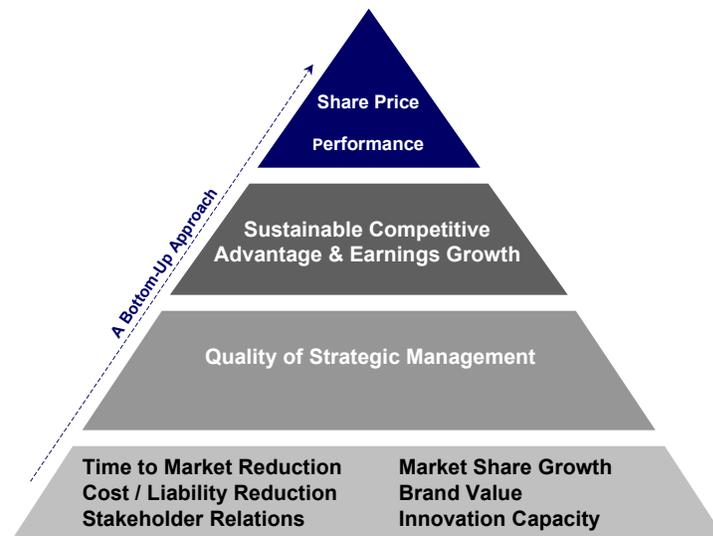 Share Price
Performance
A Bottom-Up Approach
Sustainable Competitive
Advantage & Earnings Growth
Quality of Strategic Management
Time to Market Reduction
Cost / Liability Reduction
Stakeholder Relations
Market Share Growth
Brand Value
Innovation Capacity